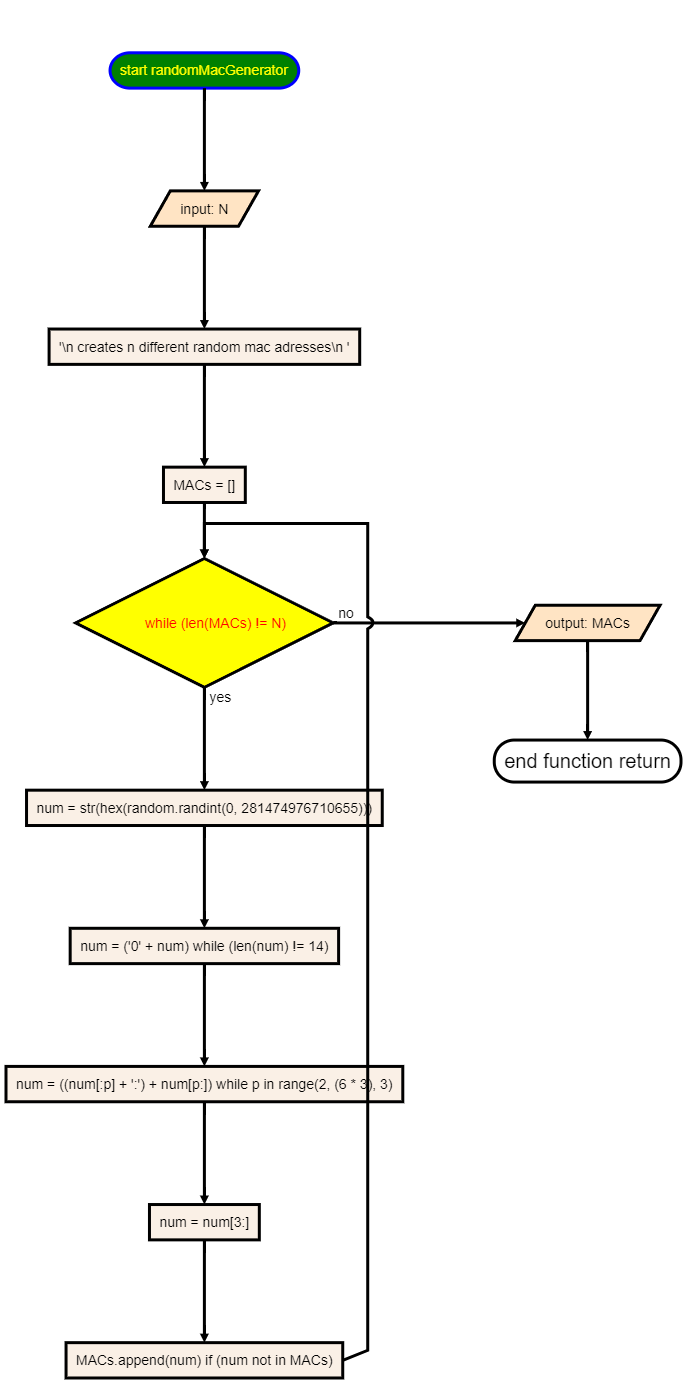 start randomMacGenerator
input: N
'\n creates n different random mac adresses\n '
MACs = []
while (len(MACs) != N)
no
output: MACs
yes
end function return
num = str(hex(random.randint(0, 281474976710655)))
num = ('0' + num) while (len(num) != 14)
num = ((num[:p] + ':') + num[p:]) while p in range(2, (6 * 3), 3)
num = num[3:]
MACs.append(num) if (num not in MACs)